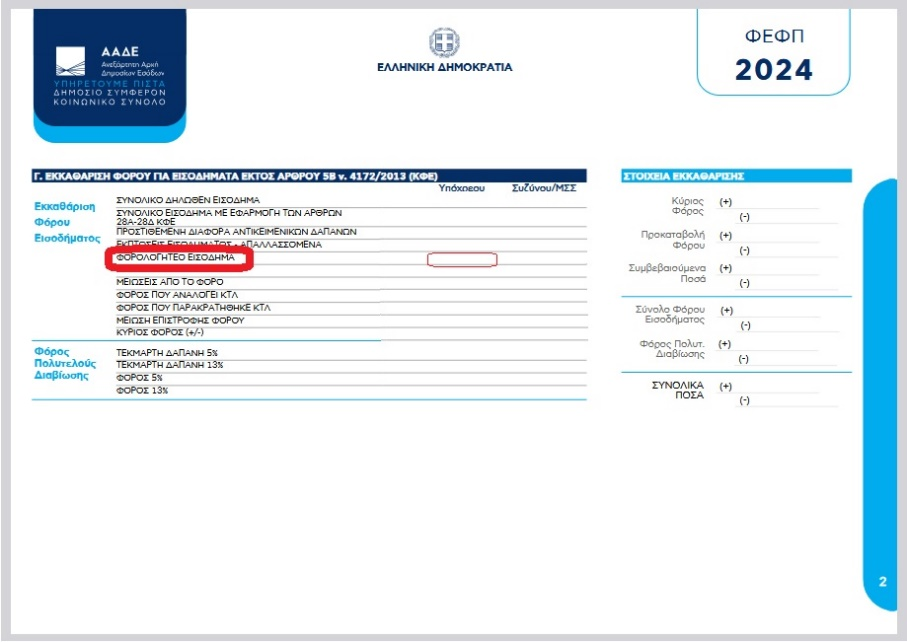 ΑΑΔΕ
Ανεξάρτητη Αρχή
Δημοσίων Εσόδων
ΥΠΗΡΕΤΟΥΜΕ ΠΙΣΤΑ
ΔΗΜΟΣΙΟ ΣΥΜΦΕΡΟΝ
ΚΟΙΝΩΝΙΚΟ ΣΥΝΟΛΟ
ΕΛΛΗΝΙΚΗ ΔΗΜΟΚΡΑΤΙΑ
ΦΕΦΠ
2024
Γ. ΕΚΚΑΘΑΡΙΣΗ ΦΟΡΟΥ ΓΙΑ ΕΙΣΟΔΗΜΑΤΑ ΕΚΤΟΣ ΑΡΘΡΟΥ 5Β ν. 4172/2013 (ΚΦΕ)
Υπόχρεου Συζύγου/ΜΣΣ
Εκκαθάριση
Φόρου
Εισοδήματος
ΣΥΝΟΛΙΚΟ ΔΗΛΩΘΕΝ ΕΙΣΟΔΗΜΑ
ΣΥΝΟΛΙΚΟ ΕΙΣΟΔΗΜΑ ΜΕ ΕΦΑΡΜΟΓΗ ΤΩΝ ΑΡΘΡΩΝ
28Α-28Δ ΚΦΕ
ΠΡΟΣΤΙΘΕΜΕΝΗ ΔΙΑΦΟΡΑ ΑΝΤΙΚΕΙΜΕΝΙΚΩΝ ΔΑΠΑΝΩΝ
ΕΚΠΤΩΣΕΙΣ ΕΙΣΟΔΗΜΑΤΟΣ - ΑΠΑΛΛΑΣΣΟΜΕΝΑ
ΦΟΡΟΛΟΓΗΤΕΟ ΕΙΣΟΔΗΜΑ
ΜΕΙΩΣΕΙΣ ΑΠΟ ΤΟ ΦΟΡΟ
ΦΟΡΟΣ ΠΟΥ ΑΝΑΛΟΓΕΙ ΚΤΛ
ΦΟΡΟΣ ΠΟΥ ΠΑΡΑΚΡΑΤΗΘΗΚΕ ΚΤΛ
ΜΕΙΩΣΗ ΕΠΙΣΤΡΟΦΗΣ ΦΟΡΟΥ
ΚΥΡΙΟΣ ΦΟΡΟΣ (+/-)
Φόρος
Πολυτελούς
Διαβίωσης
ΤΕΚΜΑΡΤΗ ΔΑΠΑΝΗ 5%
ΤΕΚΜΑΡΤΗ ΔΑΠΑΝΗ 13%
ΦΟΡΟΣ 5%
ΦΟΡΟΣ 13%
ΣΤΟΙΧΕΙΑ ΕΚΚΑΘΑΡΙΣΗΣ
Κύριος (+)
Φόρος (-)
Προκαταβολή (+)
Φόρου (-)
Συμβεβαιούμενα (+)
Ποσά (-)
Σύνολο Φόρου (+)
Εισοδήματος (-)
Φόρος Πολυτ. (+)
Διαβίωσης (-)
ΣΥΝΟΛΙΚΑ (+)
ΠΟΣΑ (-)
2